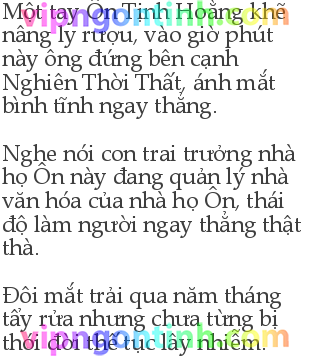 Một tay Ôn Tinh Hoằng khẽ
nâng ly rượu, vào giờ phút
này ông đứng bên cạnh
Nghiên Thời Thất, ánh mắt
bình tĩnh ngay thẳng.
Nghe nói con trai trưởng nhà
họ Ôn này đang quản lý nhà
văn hóa của nhà họ Ôn, thái
độ làm người ngay thẳng thật
thà.
Đôi mắt trải qua năm tháng
tẩy rửa nhưng chưa từng bị
thói đời thế tục lây nhiễm.
vipngontinh.com
vipngontinh.com